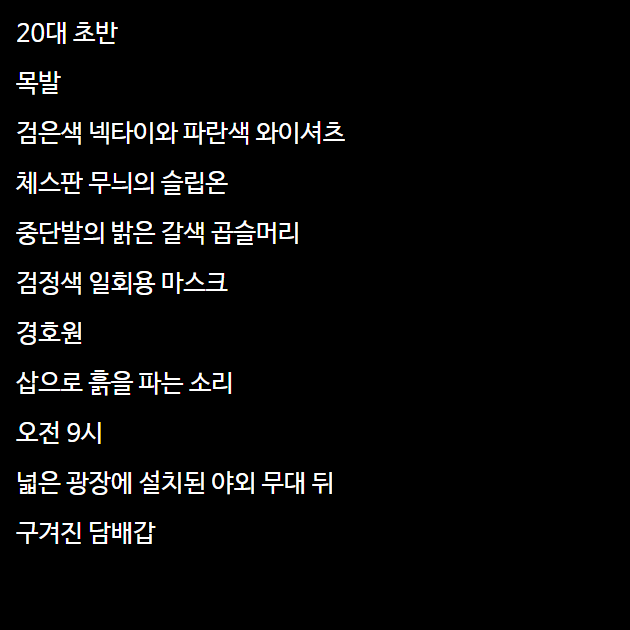 20대 초반
목발
검은색 넥타이와 파란색 와이셔츠
체스판 무늬의 슬립온
중단발의 밝은 갈색 곱슬머리
검정색 일회용 마스크
경호원
삽으로 흙을 파는 소리
오전 9시
넓은 광장에 설치된 야외 무대 뒤
구겨진 담배갑